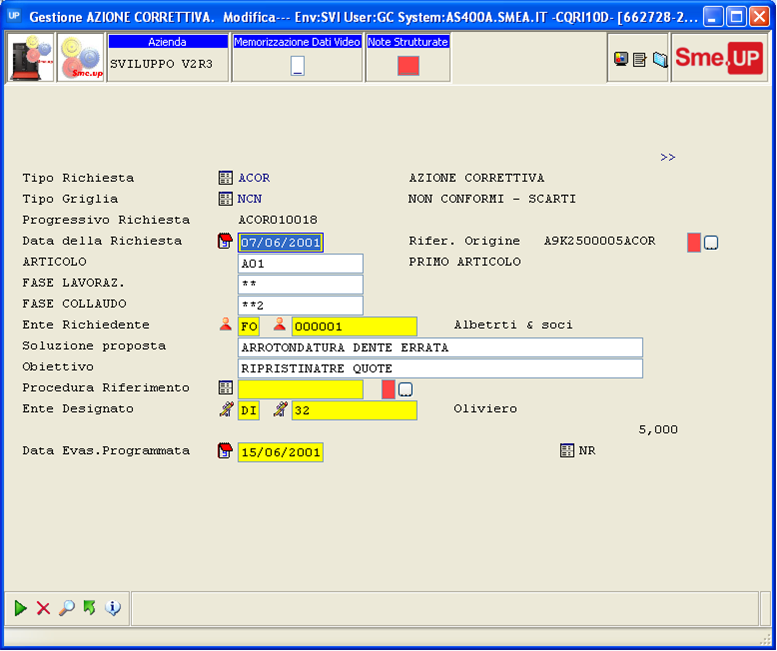 UP Gestione AZIONE CORRETTIVA. Modifica--- Env:SVI User:GC System:AS400A.SMEA.IT -CQRI10D- [662728-2...
Sme.up
Azienda
SVILUPPO V2R3
Memorizzazione Dati Video
Note Strutturate
Sme.UP
>>
Tipo Richiesta ACOR AZIONE CORRETTIVA
Tipo Griglia NCN NON CONFORMI - SCARTI
Progressivo Richiesta ACOR010018
Data della Richiesta 07/06/2001 Rifer. Origine A9K2500005ACOR
ARTICOLO A01 PRIMO ARTICOLO
FASE LAVORAZ. **
FASE COLLAUDO **2
Ente Richiedente FO 000001 Albetrti & soci
Soluzione proposta ARROTONDATURA DENTE ERRATA
Obiettivo RIPRISTINATRE QUOTE
Procedura Riferimento
Ente Designato DI 32 Oliviero
5,000
Data Evas.Programmata 15/06/2001 NR